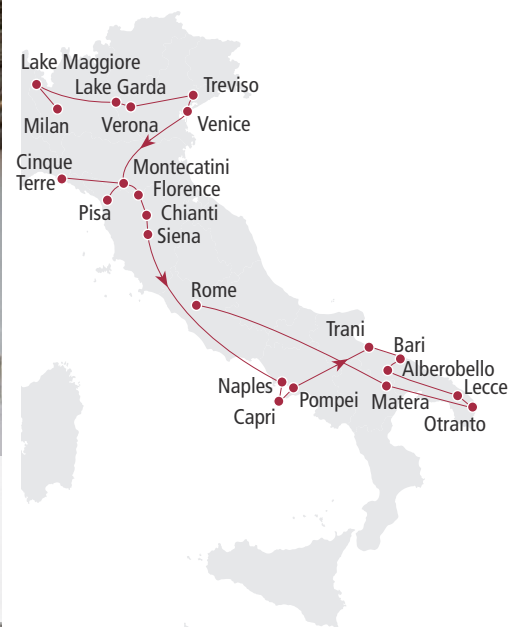 Lake Maggiore
Lake Garda
Treviso
Milan
Verona
Venice
Cinque
Terre
Montecatini
Florence
Pisa
Chianti
Siena
Rome
Trani
Bari
Alberobello
Naples
Pompei
Matera
Lecce
Capri
Otranto